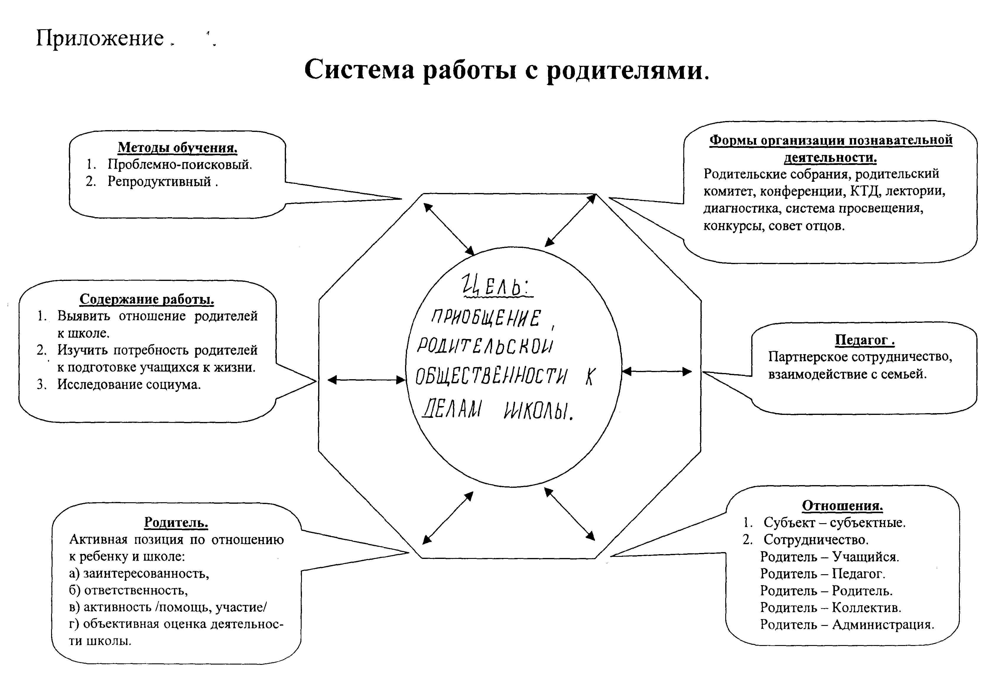 Приложение .
Система работы с родителями.
Методы обучения.
1. Проблемно-поисковый.
2. Репродуктивный .
Формы организации познавательной
деятельности.
Родительские собрания, родительский
комитет, конференции, КТД, лектории,
диагностика, система просвещения,
конкурсы, совет отцов.
Содержание работы.
1. Выявить отношение родителей
к школе.
2. Изучить потребность родителей
к подготовке учащихся к жизни.
3. Исследование социума.
ЦЕЛЬ:
ПРИОБЩЕНИЕ
РОДИТЕЛЬСКОЙ
ОБЩЕСТВЕННОСТИ К
ДЕЛАМ ШКОЛЫ.
Педагог .
Партнерское сотрудничество,
взаимодействие с семьей.
Родитель.
Активная позиция по отношению
к ребенку и школе:
а) заинтересованность,
б) ответственность,
в) активность /помощь, участие/
г) объективная оценка деятельнос-
ти школы.
Отношения.
1. Субъект – субъектные.
2. Сотрудничество.
Родитель – Учащийся.
Родитель – Педагог.
Родитель – Родитель.
Родитель – Коллектив.
Родитель – Администрация.